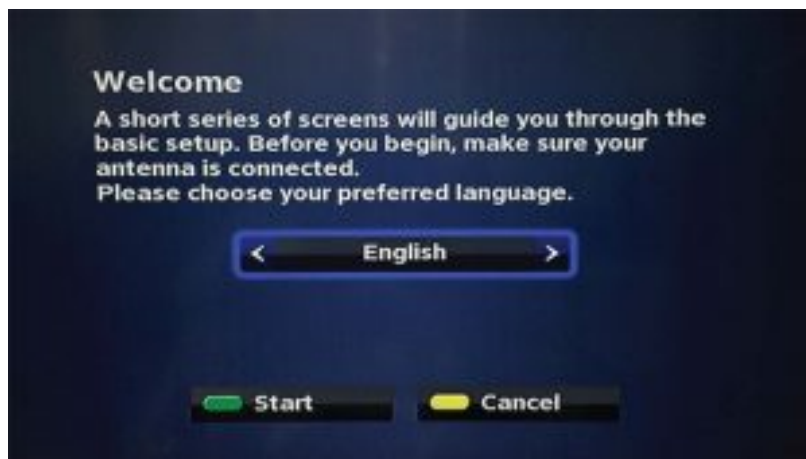 Welcome
A short series of screens will guide you through the
basic setup. Before you begin, make sure your
antenna is connected.
Please choose your preferred language.
< English >
Start Cancel